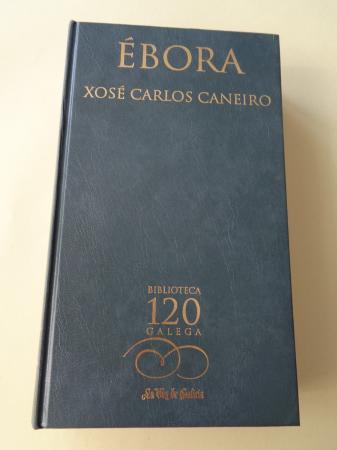 ÉBORA
XOSÉ CARLOS CANEIRO
BIBLIOTECA
120
GALEGA
La Voz de Galicia